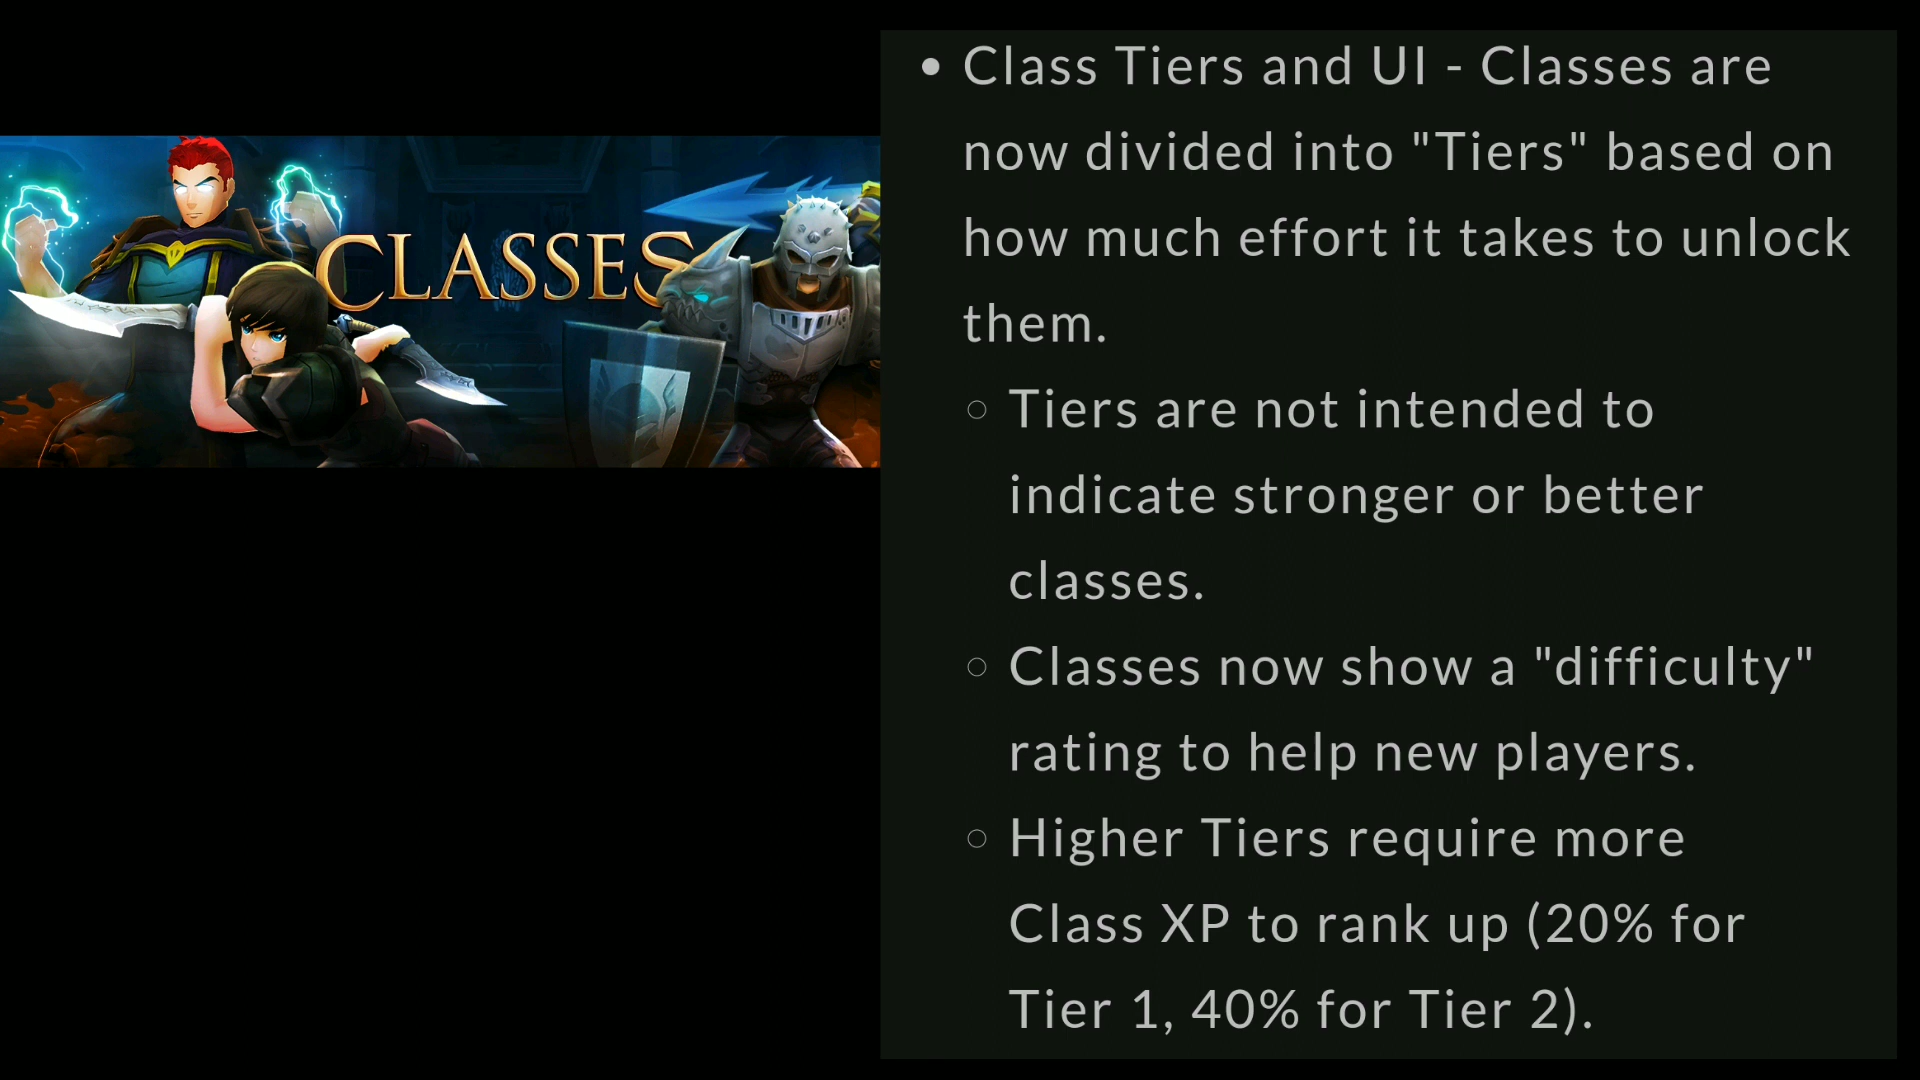 CLASSES
• Class Tiers and UI - Classes are
now divided into "Tiers" based on
how much effort it takes to unlock
them.
○ Tiers are not intended to
indicate stronger or better
classes.
○ Classes now show a "difficulty"
rating to help new players.
○ Higher Tiers require more
Class XP to rank up (20% for
Tier 1, 40% for Tier 2).